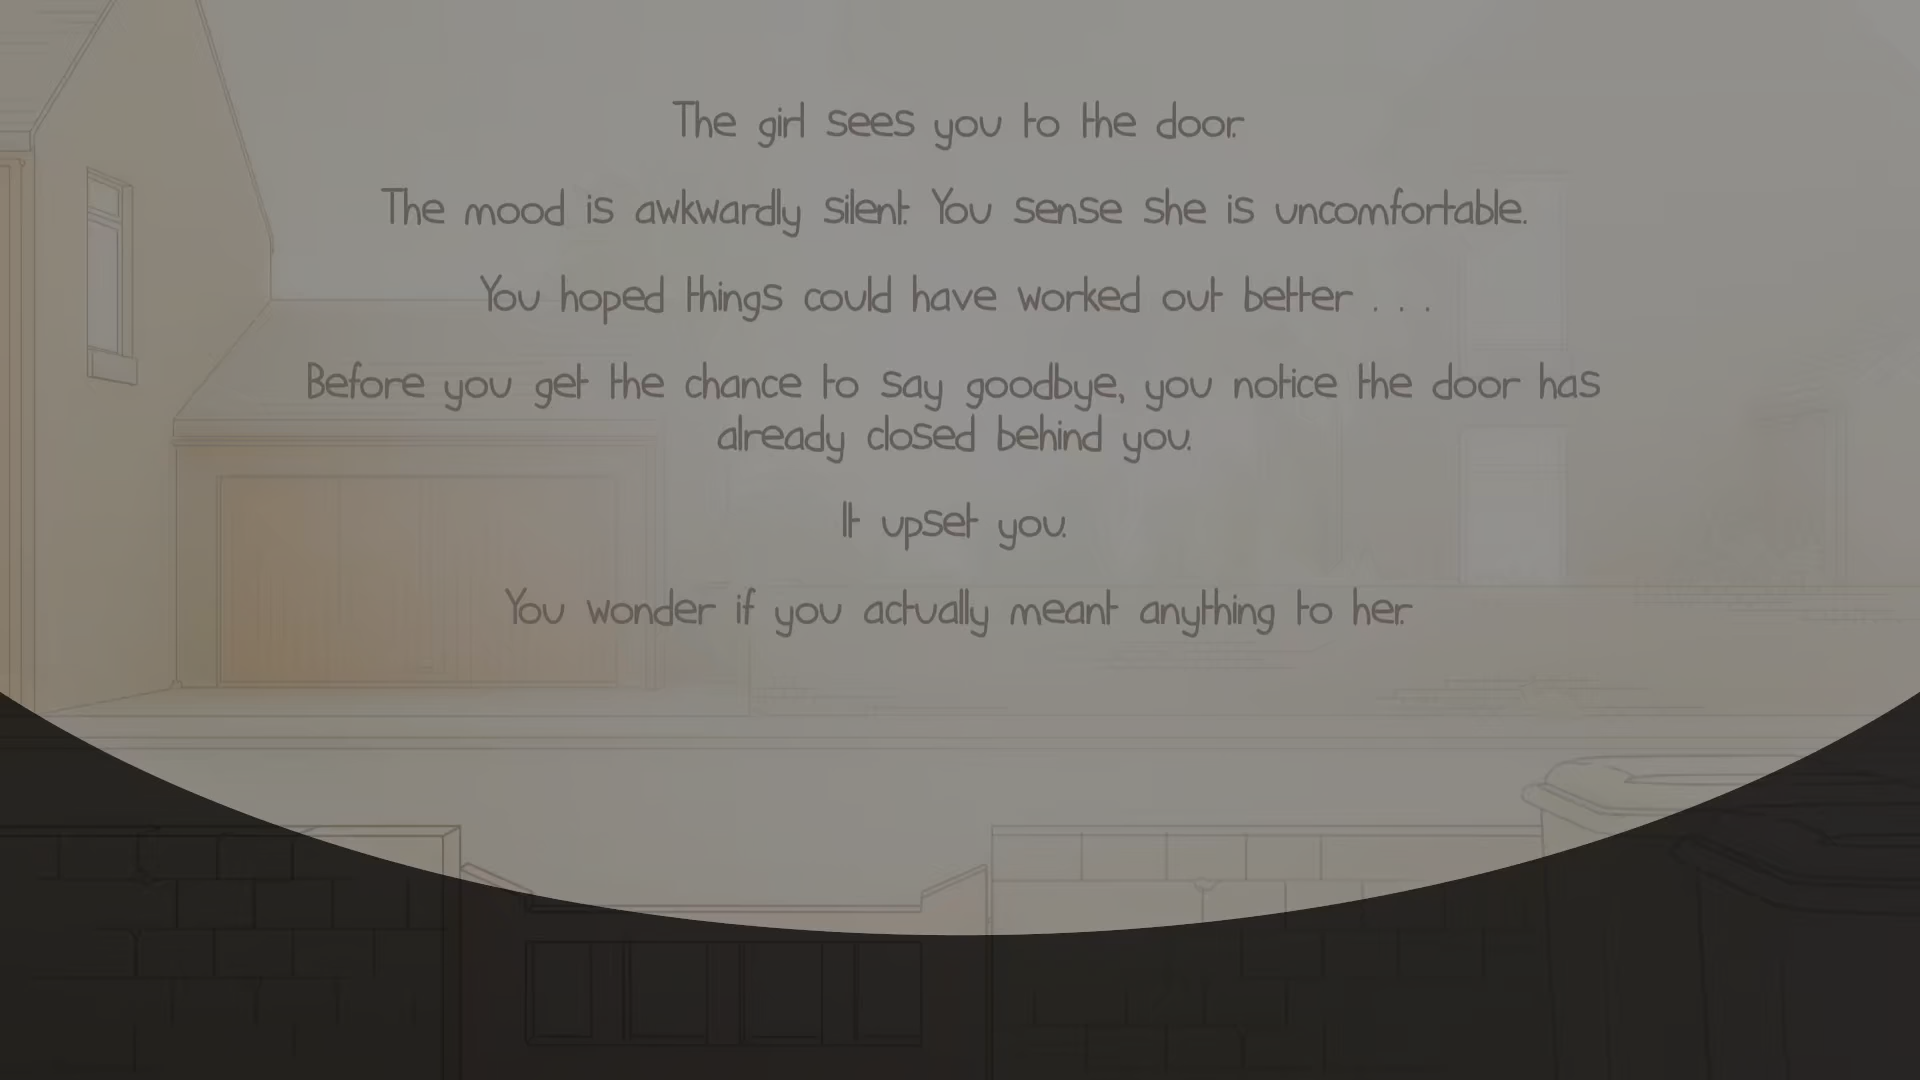 The girl sees you to the door.
The mood is awkwardly silent. You sense she is uncomfortable.
You hoped things could have worked out better . . .
Before you get the chance to say goodbye, you notice the door has
already closed behind you.
It upset you.
You wonder if you actually meant anything to her.